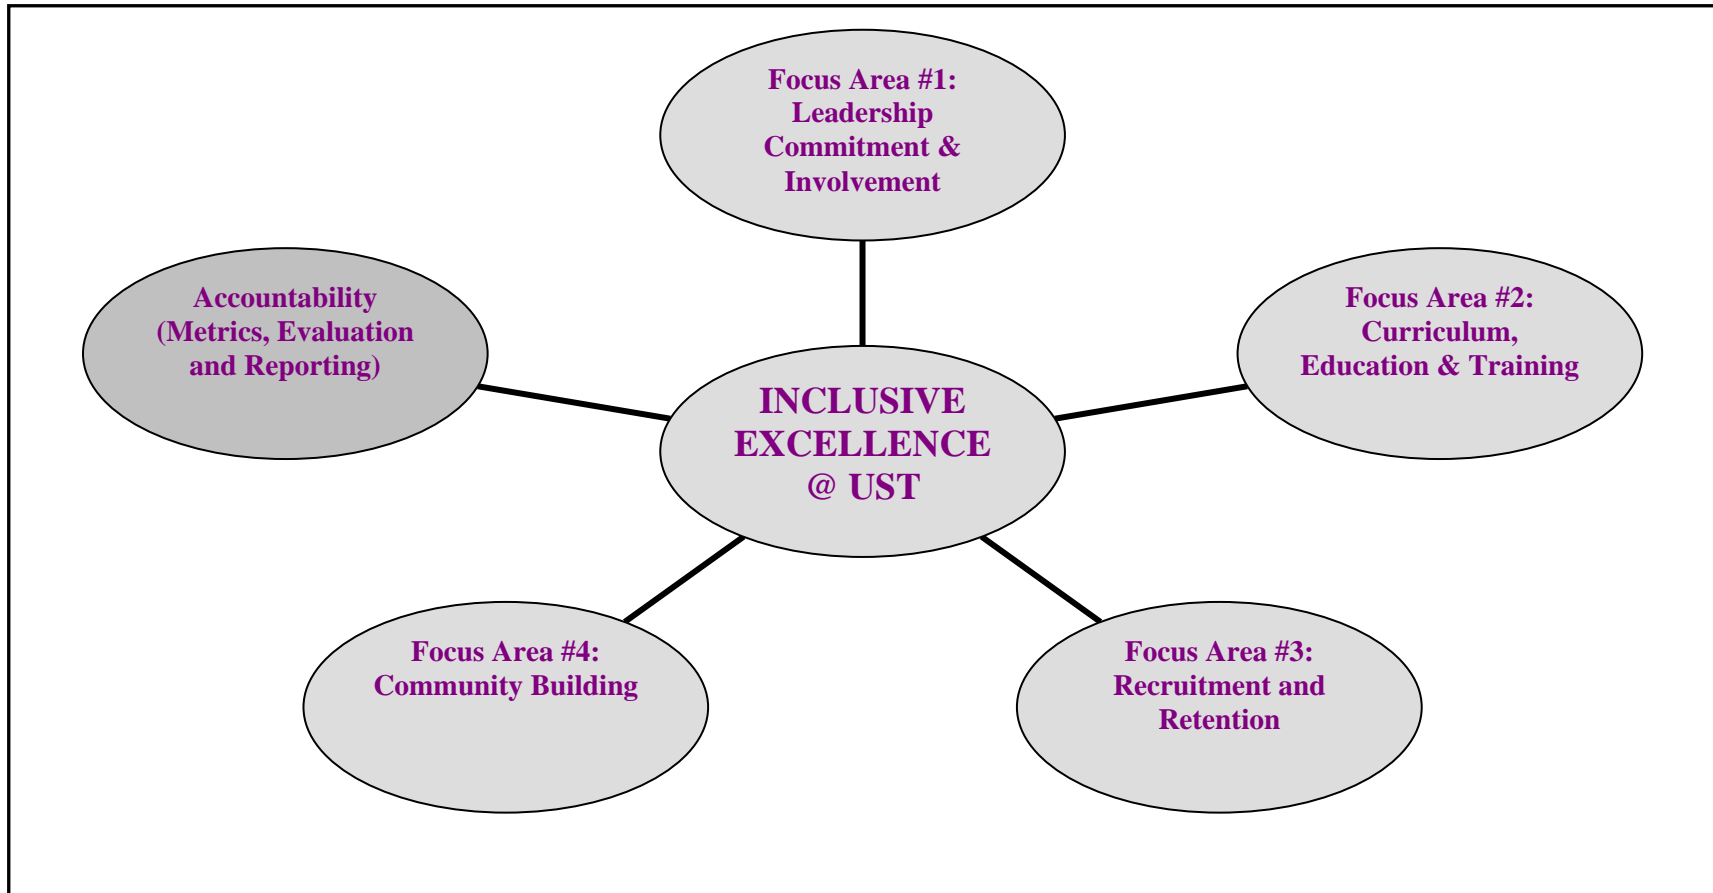 Focus Area #1:
Leadership
Commitment &
Involvement
Accountability
(Metrics, Evaluation
and Reporting)
Focus Area #2:
Curriculum,
Education & Training
INCLUSIVE
EXCELLENCE
@ UST
Focus Area #4:
Community Building
Focus Area #3:
Recruitment and
Retention